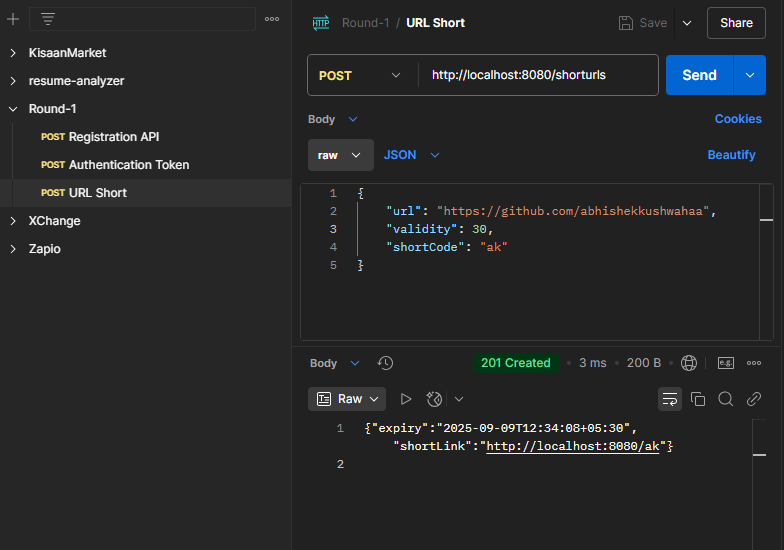 KisaanMarket
resume-analyzer
Round-1
POST Registration API
POST Authentication Token
POST URL Short
XChange
Zapio
HTTP Round-1 / URL Short
Save
Share
POST
http://localhost:8080/shorturls
Send
Body
Cookies
raw
JSON
Beautify
1 {
2 "url": "https://github.com/abhishekkushwahaa",
3 "validity": 30,
4 "shortCode": "ak"
5 }
Body
201 Created • 3 ms • 200 B
e.g.
Raw
1 {"expiry":"2025-09-09T12:34:08+05:30",
"shortLink":"http://localhost:8080/ak"}
2